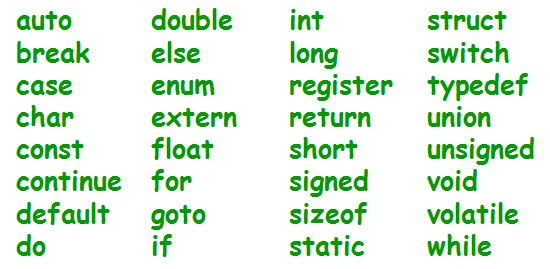 auto double int struct
break else long switch
case enum register typedef
char extern return union
const float short unsigned
continue for signed void
default goto sizeof volatile
do if static while